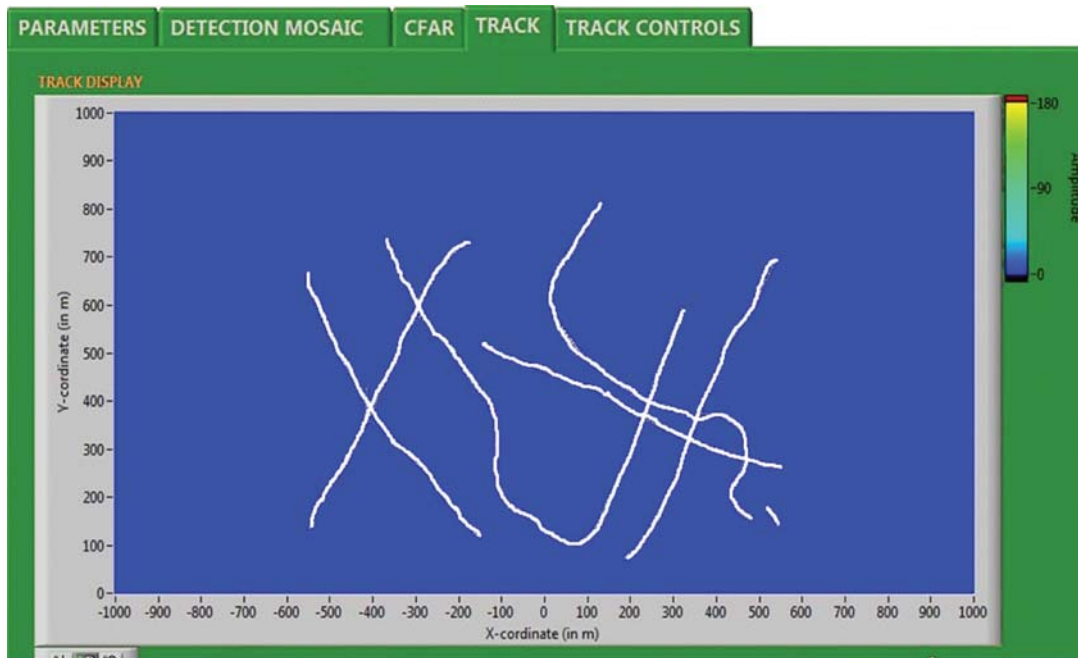 PARAMETERS DETECTION MOSAIC CFAR TRACK TRACK CONTROLS
TRACK DISPLAY
1000
900
800
700
600
500
400
300
200
100
0
Y-cordinate (in m)
-1000 -900 -800 -700 -600 -500 -400 -300 -200 -100 0 100 200 300 400 500 600 700 800 900 1000
X-cordinate (in m)
180
90
0
Amplitude